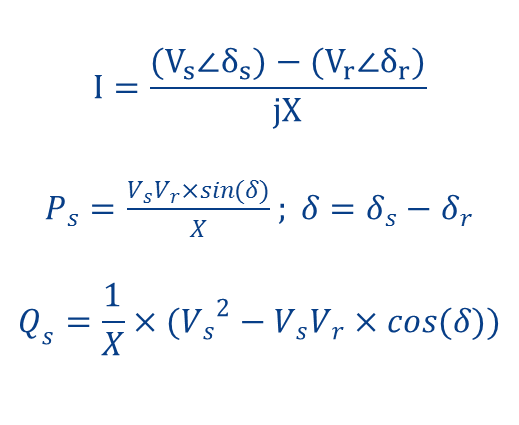 I = (Vₛ∠δₛ) − (Vᵣ∠δᵣ) / jX
Pₛ = VₛVᵣ×sin(δ) / X ; δ = δₛ − δᵣ
Qₛ = 1/X × (Vₛ² − VₛVᵣ × cos(δ))